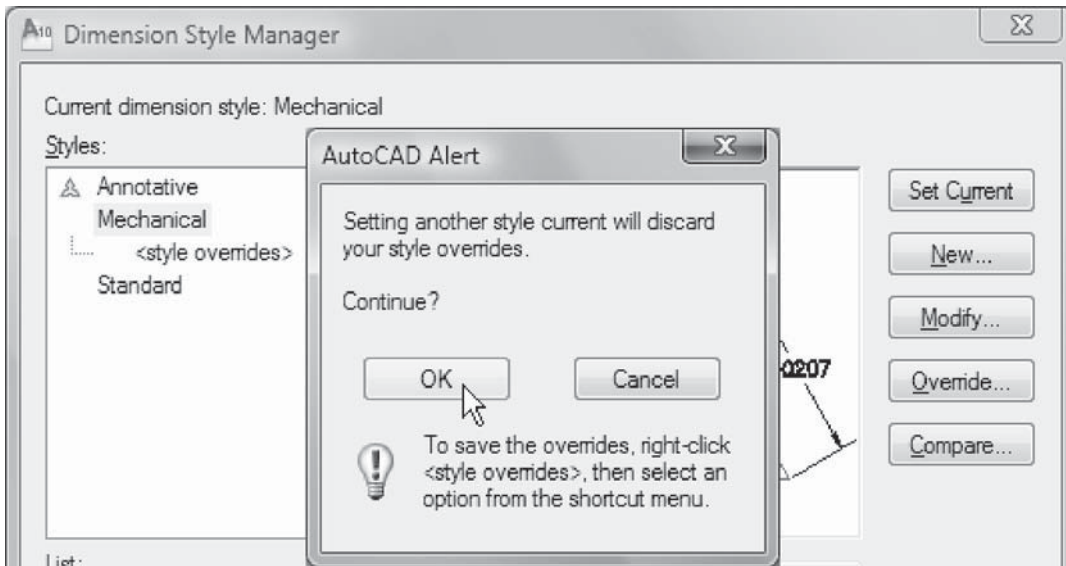 A10 Dimension Style Manager
Current dimension style: Mechanical
Styles:
Annotative
Mechanical
<style overrides>
Standard
AutoCAD Alert
Setting another style current will discard
your style overrides.
Continue?
OK
Cancel
To save the overrides, right-click
<style overrides>, then select an
option from the shortcut menu.
0207
Set Current
New...
Modify...
Override...
Compare...
List: